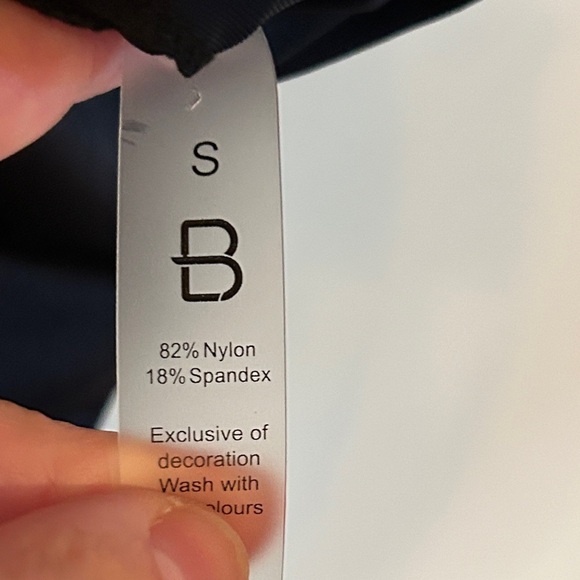 S
B
82% Nylon
18% Spandex
Exclusive of
decoration
Wash with